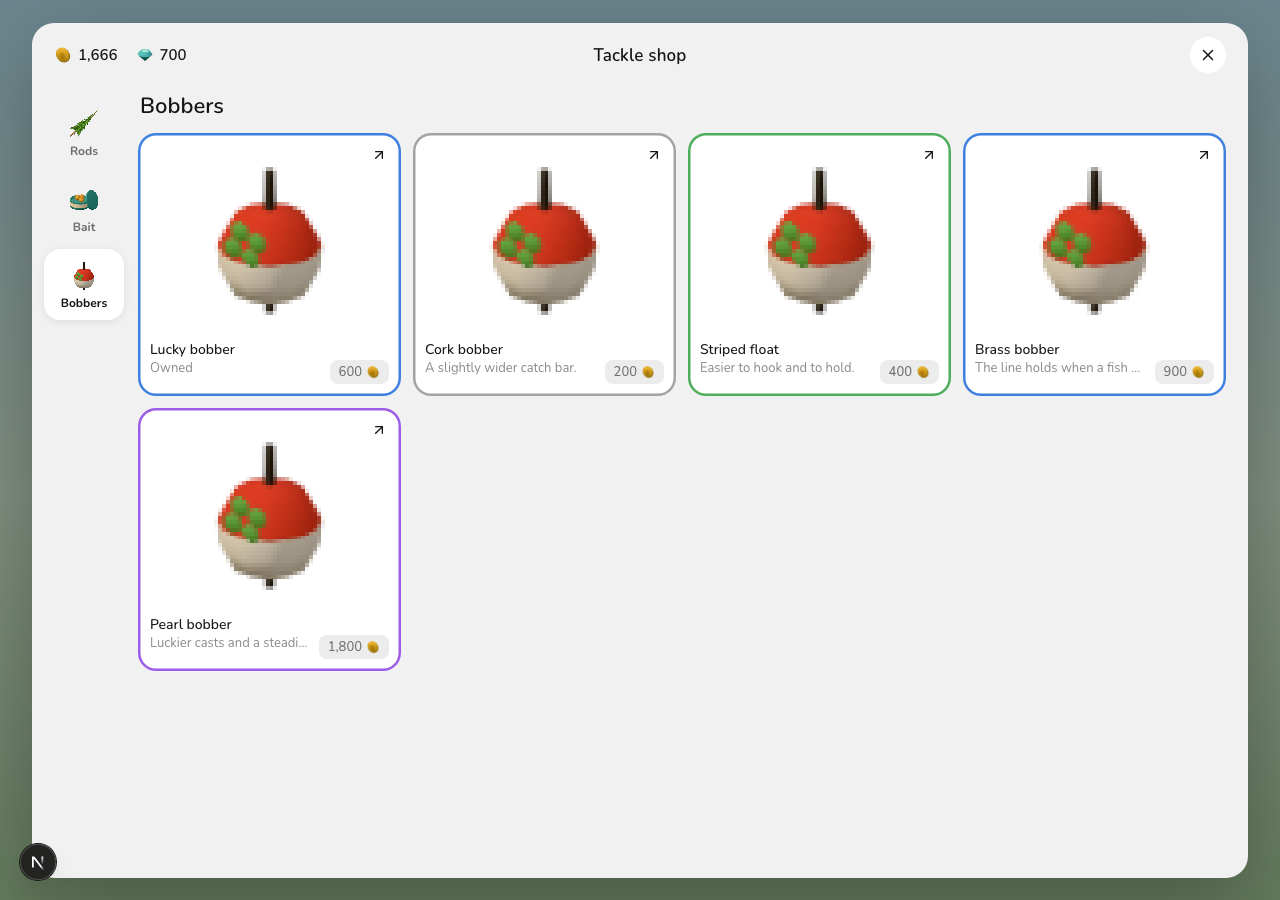 1,666 700 Tackle shop
Bobbers
Rods
Bait
Bobbers
Lucky bobber
Owned
600
Cork bobber
A slightly wider catch bar.
200
Striped float
Easier to hook and to hold.
400
Brass bobber
The line holds when a fish ...
900
Pearl bobber
Luckier casts and a steadi...
1,800
N